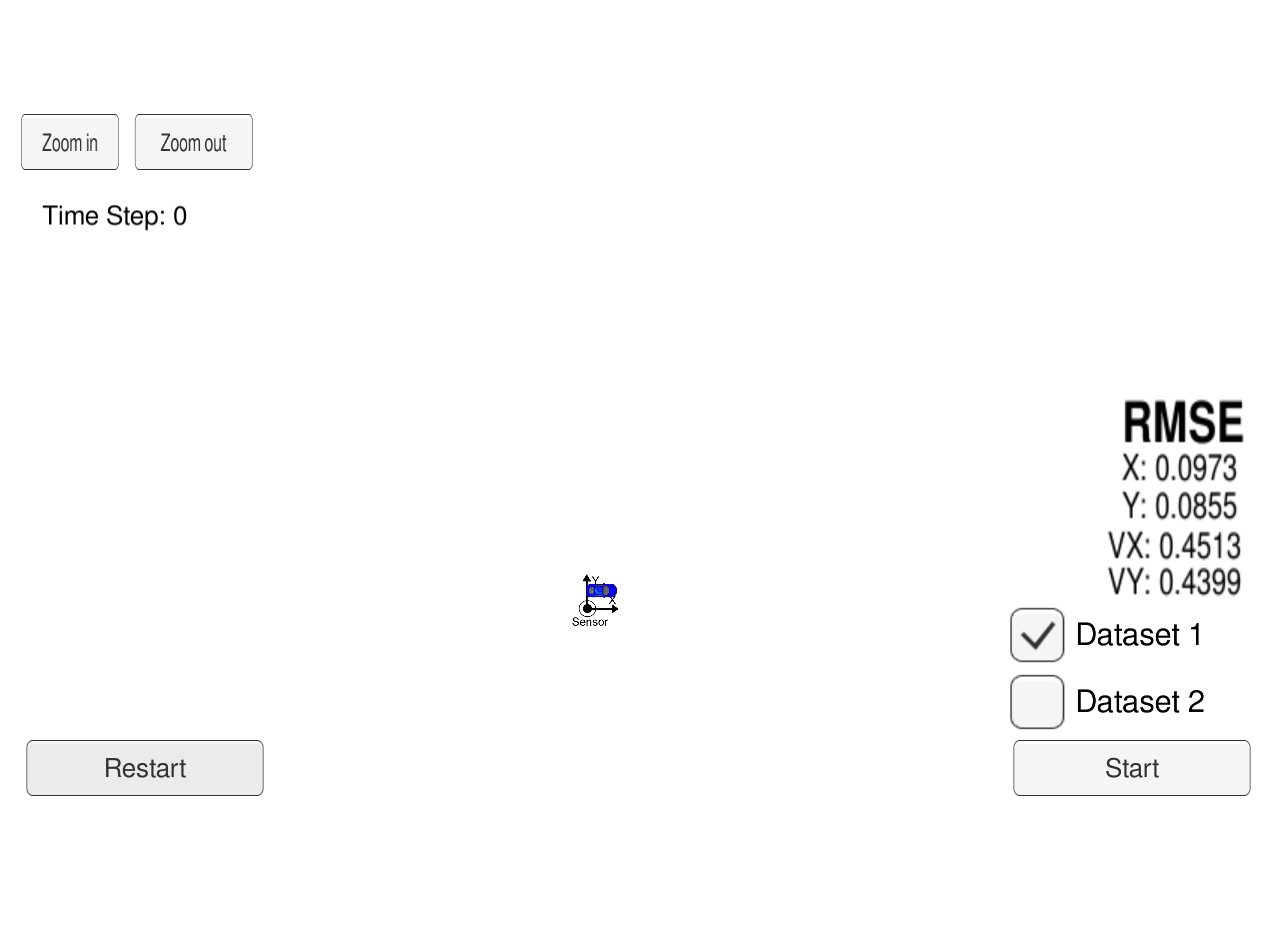 Zoom in
Zoom out
Time Step: 0
RMSE
X: 0.0973
Y: 0.0855
VX: 0.4513
VY: 0.4399
Y
X
Sensor
Dataset 1
Dataset 2
Restart
Start